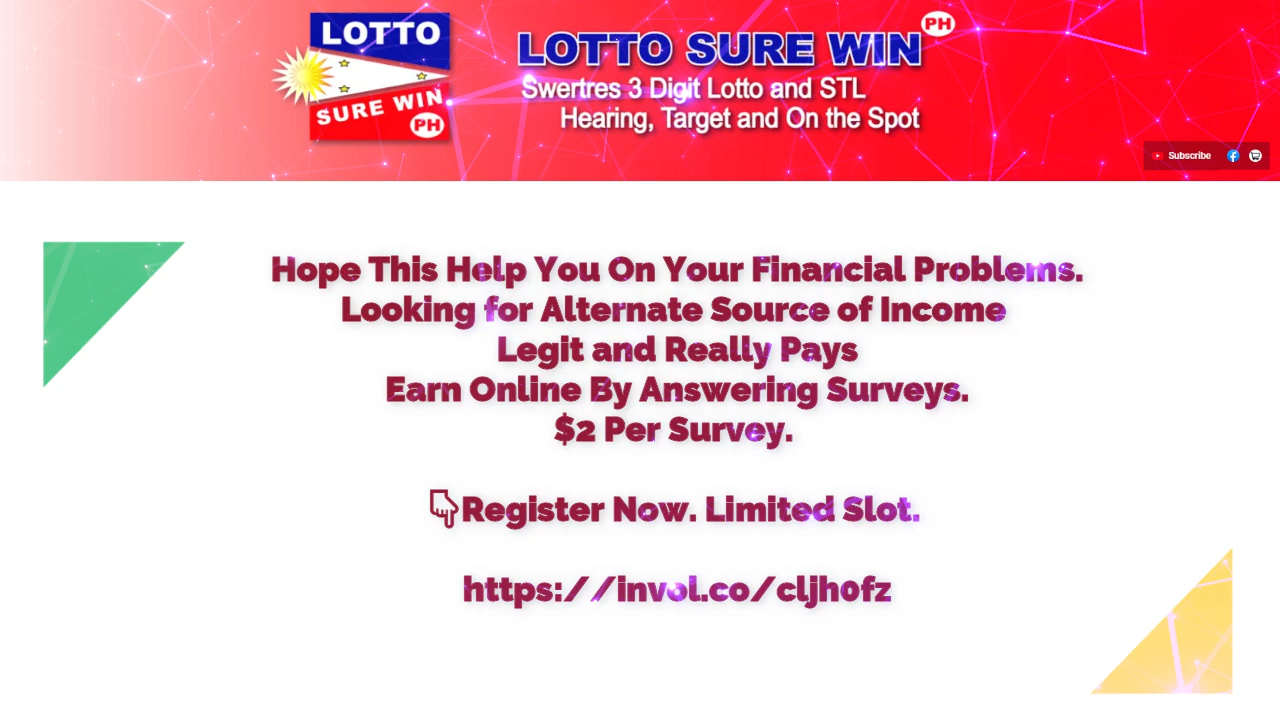 LOTTO
SURE WIN
PH
LOTTO SURE WIN PH
Swertres 3 Digit Lotto and STL
Hearing, Target and On the Spot
Subscribe
Hope This Help You On Your Financial Problems.
Looking for Alternate Source of Income
Legit and Really Pays
Earn Online By Answering Surveys.
$2 Per Survey.
👇Register Now. Limited Slot.
https://invol.co/cljh0fz